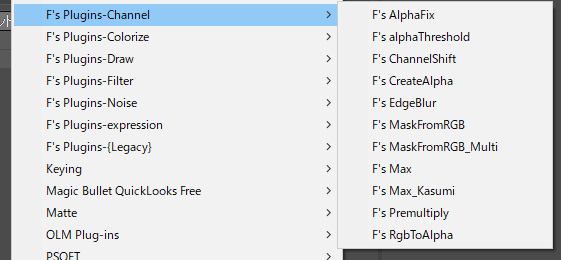 F's Plugins-Channel
F's Plugins-Colorize
F's Plugins-Draw
F's Plugins-Filter
F's Plugins-Noise
F's Plugins-expression
F's Plugins-{Legacy}
Keying
Magic Bullet QuickLooks Free
Matte
OLM Plug-ins
PSOFT
F's AlphaFix
F's alphaThreshold
F's ChannelShift
F's CreateAlpha
F's EdgeBlur
F's MaskFromRGB
F's MaskFromRGB_Multi
F's Max
F's Max_Kasumi
F's Premultiply
F's RgbToAlpha